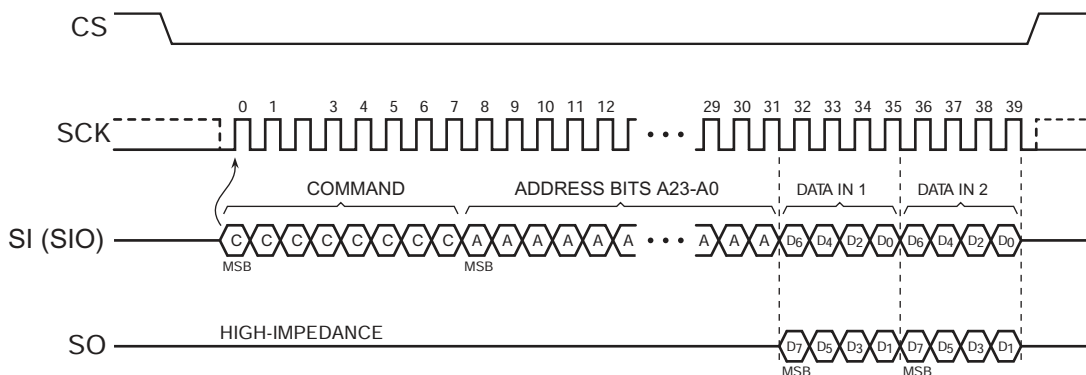 CS
0 1 3 4 5 6 7 8 9 10 11 12 29 30 31 32 33 34 35 36 37 38 39
SCK
COMMAND ADDRESS BITS A23-A0 DATA IN 1 DATA IN 2
SI (SIO) C C C C C C C C A A A A A A • • • A A A D6 D4 D2 D0 D6 D4 D2 D0
MSB MSB
HIGH-IMPEDANCE
SO D7 D5 D3 D1 D7 D5 D3 D1
MSB MSB